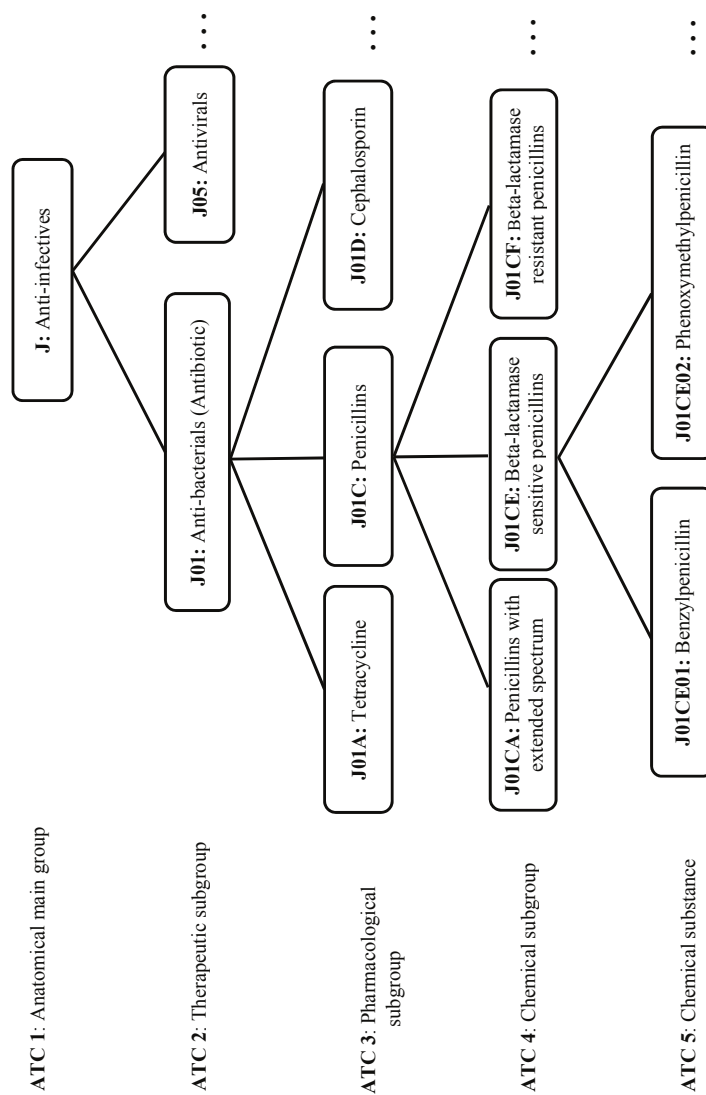 ATC 1: Anatomical main group
J: Anti-infectives
ATC 2: Therapeutic subgroup
J01: Anti-bacterials (Antibiotic)
J05: Antivirals
...
ATC 3: Pharmacological
subgroup
J01A: Tetracycline
J01C: Penicillins
J01D: Cephalosporin
...
ATC 4: Chemical subgroup
J01CA: Penicillins with
extended spectrum
J01CE: Beta-lactamase
sensitive penicillins
J01CF: Beta-lactamase
resistant penicillins
...
ATC 5: Chemical substance
J01CE01: Benzylpenicillin
J01CE02: Phenoxymethylpenicillin
...